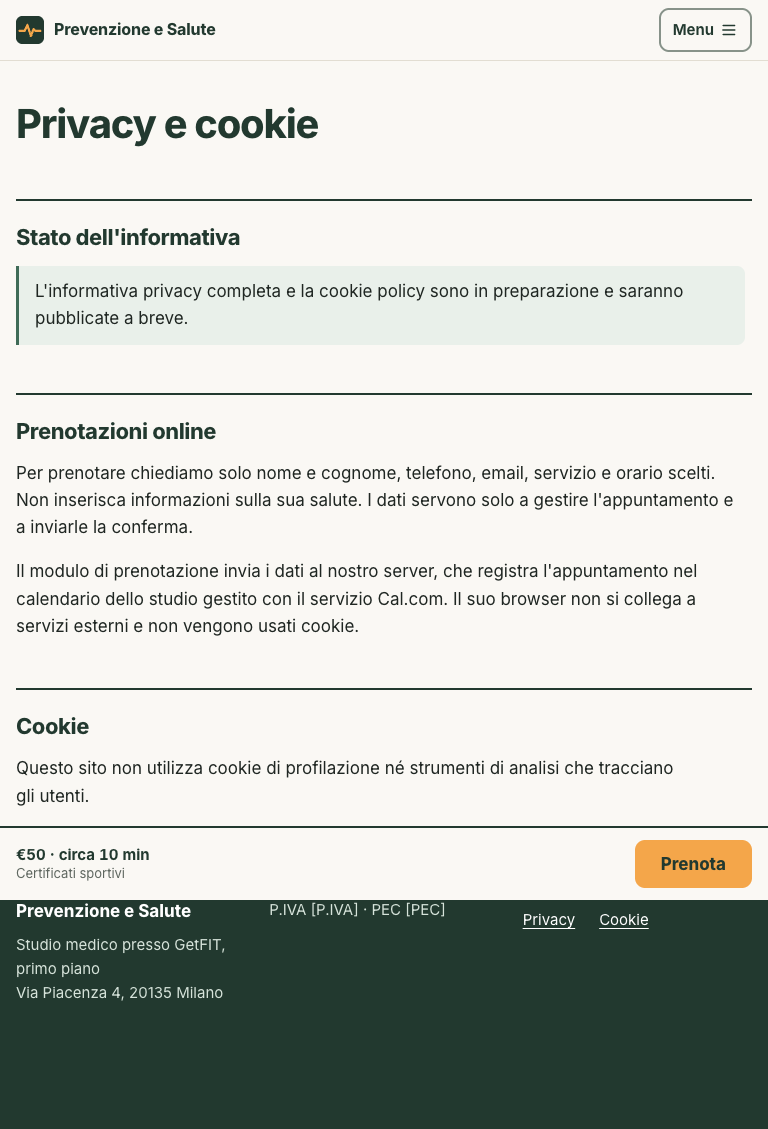 Prevenzione e Salute
Menu
Privacy e cookie
Stato dell'informativa
L'informativa privacy completa e la cookie policy sono in preparazione e saranno
pubblicate a breve.
Prenotazioni online
Per prenotare chiediamo solo nome e cognome, telefono, email, servizio e orario scelti.
Non inserisca informazioni sulla sua salute. I dati servono solo a gestire l'appuntamento e
a inviarle la conferma.
Il modulo di prenotazione invia i dati al nostro server, che registra l'appuntamento nel
calendario dello studio gestito con il servizio Cal.com. Il suo browser non si collega a
servizi esterni e non vengono usati cookie.
Cookie
Questo sito non utilizza cookie di profilazione né strumenti di analisi che tracciano
gli utenti.
€50 · circa 10 min
Certificati sportivi
Prenota
Prevenzione e Salute
Studio medico presso GetFIT,
primo piano
Via Piacenza 4, 20135 Milano
P.IVA [P.IVA] · PEC [PEC]
Privacy Cookie